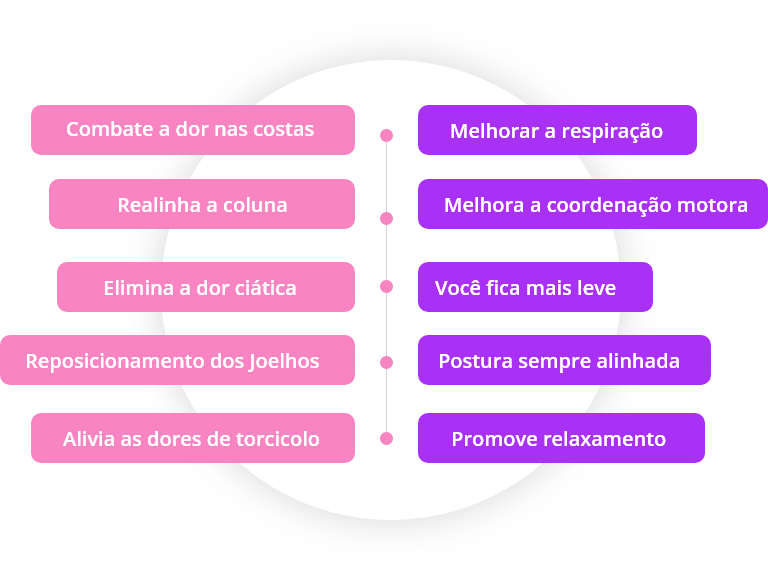 Combate a dor nas costas
Melhorar a respiração
Realinha a coluna
Melhora a coordenação motora
Elimina a dor ciática
Você fica mais leve
Reposicionamento dos Joelhos
Postura sempre alinhada
Alivia as dores de torcicolo
Promove relaxamento